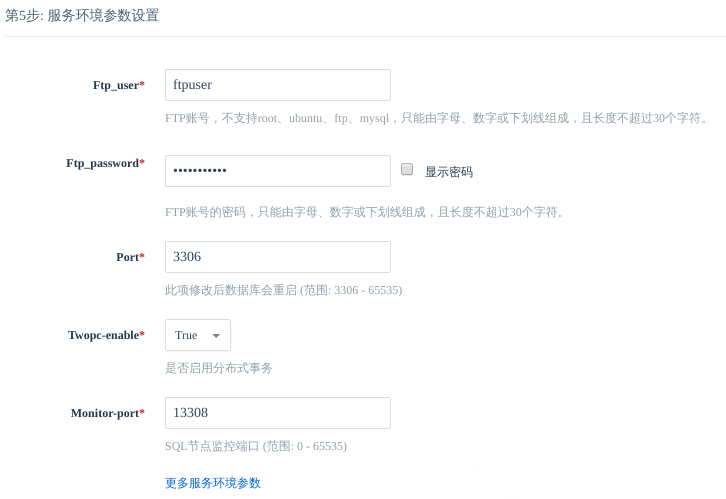 第5步: 服务环境参数设置
Ftp_user* ftpuser
FTP账号，不支持root、ubuntu、ftp、mysql，只能由字母、数字或下划线组成，且长度不超过30个字符。
Ftp_password* ••••••••••• 显示密码
FTP账号的密码，只能由字母、数字或下划线组成，且长度不超过30个字符。
Port* 3306
此项修改后数据库会重启 (范围: 3306 - 65535)
Twopc-enable* True
是否启用分布式事务
Monitor-port* 13308
SQL节点监控端口 (范围: 0 - 65535)
更多服务环境参数